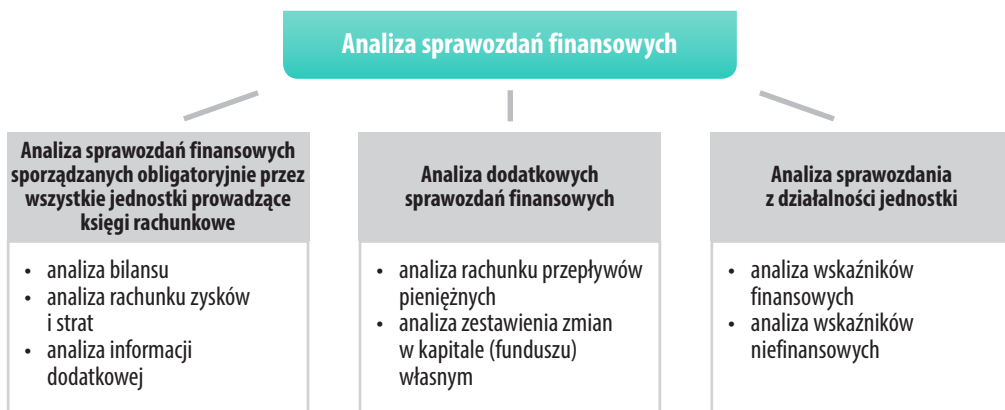 Analiza sprawozdań finansowych
Analiza sprawozdań finansowych
sporządzanych obligatoryjnie przez
wszystkie jednostki prowadzące
księgi rachunkowe
• analiza bilansu
• analiza rachunku zysków
i strat
• analiza informacji
dodatkowej
Analiza dodatkowych
sprawozdań finansowych
• analiza rachunku przepływów
pieniężnych
• analiza zestawienia zmian
w kapitale (funduszu)
własnym
Analiza sprawozdania
z działalności jednostki
• analiza wskaźników
finansowych
• analiza wskaźników
niefinansowych